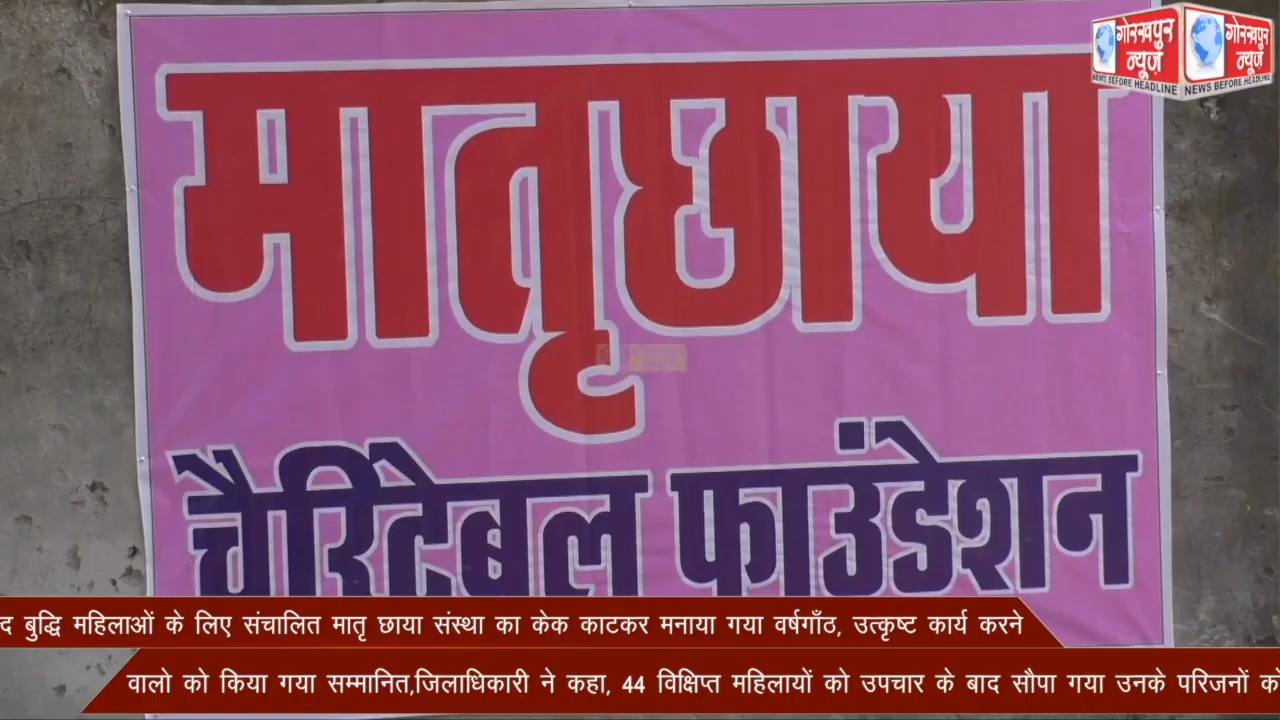 गोरखपुर गोरखपुर
न्यूज़ न्यूज़
NEWS BEFORE HEADLINE NEWS BEFORE HEADLINE
मातृछाया
चैरिटेबल फाउंडेशन
द बुद्धि महिलाओं के लिए संचालित मातृ छाया संस्था का केक काटकर मनाया गया वर्षगाँठ, उत्कृष्ट कार्य करने
वालो को किया गया सम्मानित,जिलाधिकारी ने कहा, 44 विक्षिप्त महिलायों को उपचार के बाद सौपा गया उनके परिजनों को